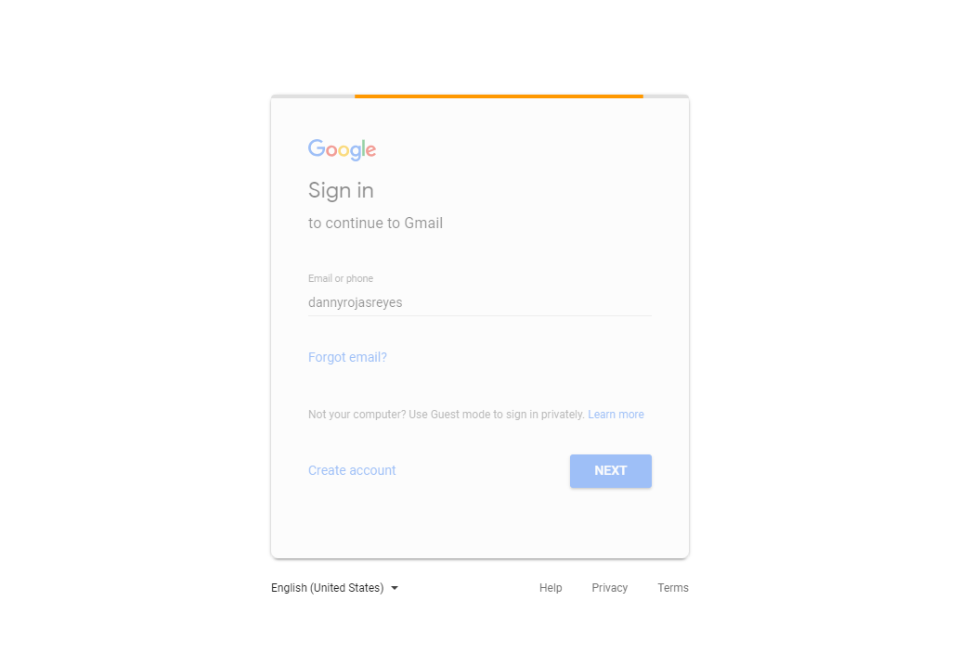 Google
Sign in
to continue to Gmail
Email or phone
dannyrojasreyes
Forgot email?
Not your computer? Use Guest mode to sign in privately. Learn more
Create account NEXT
English (United States) Help Privacy Terms